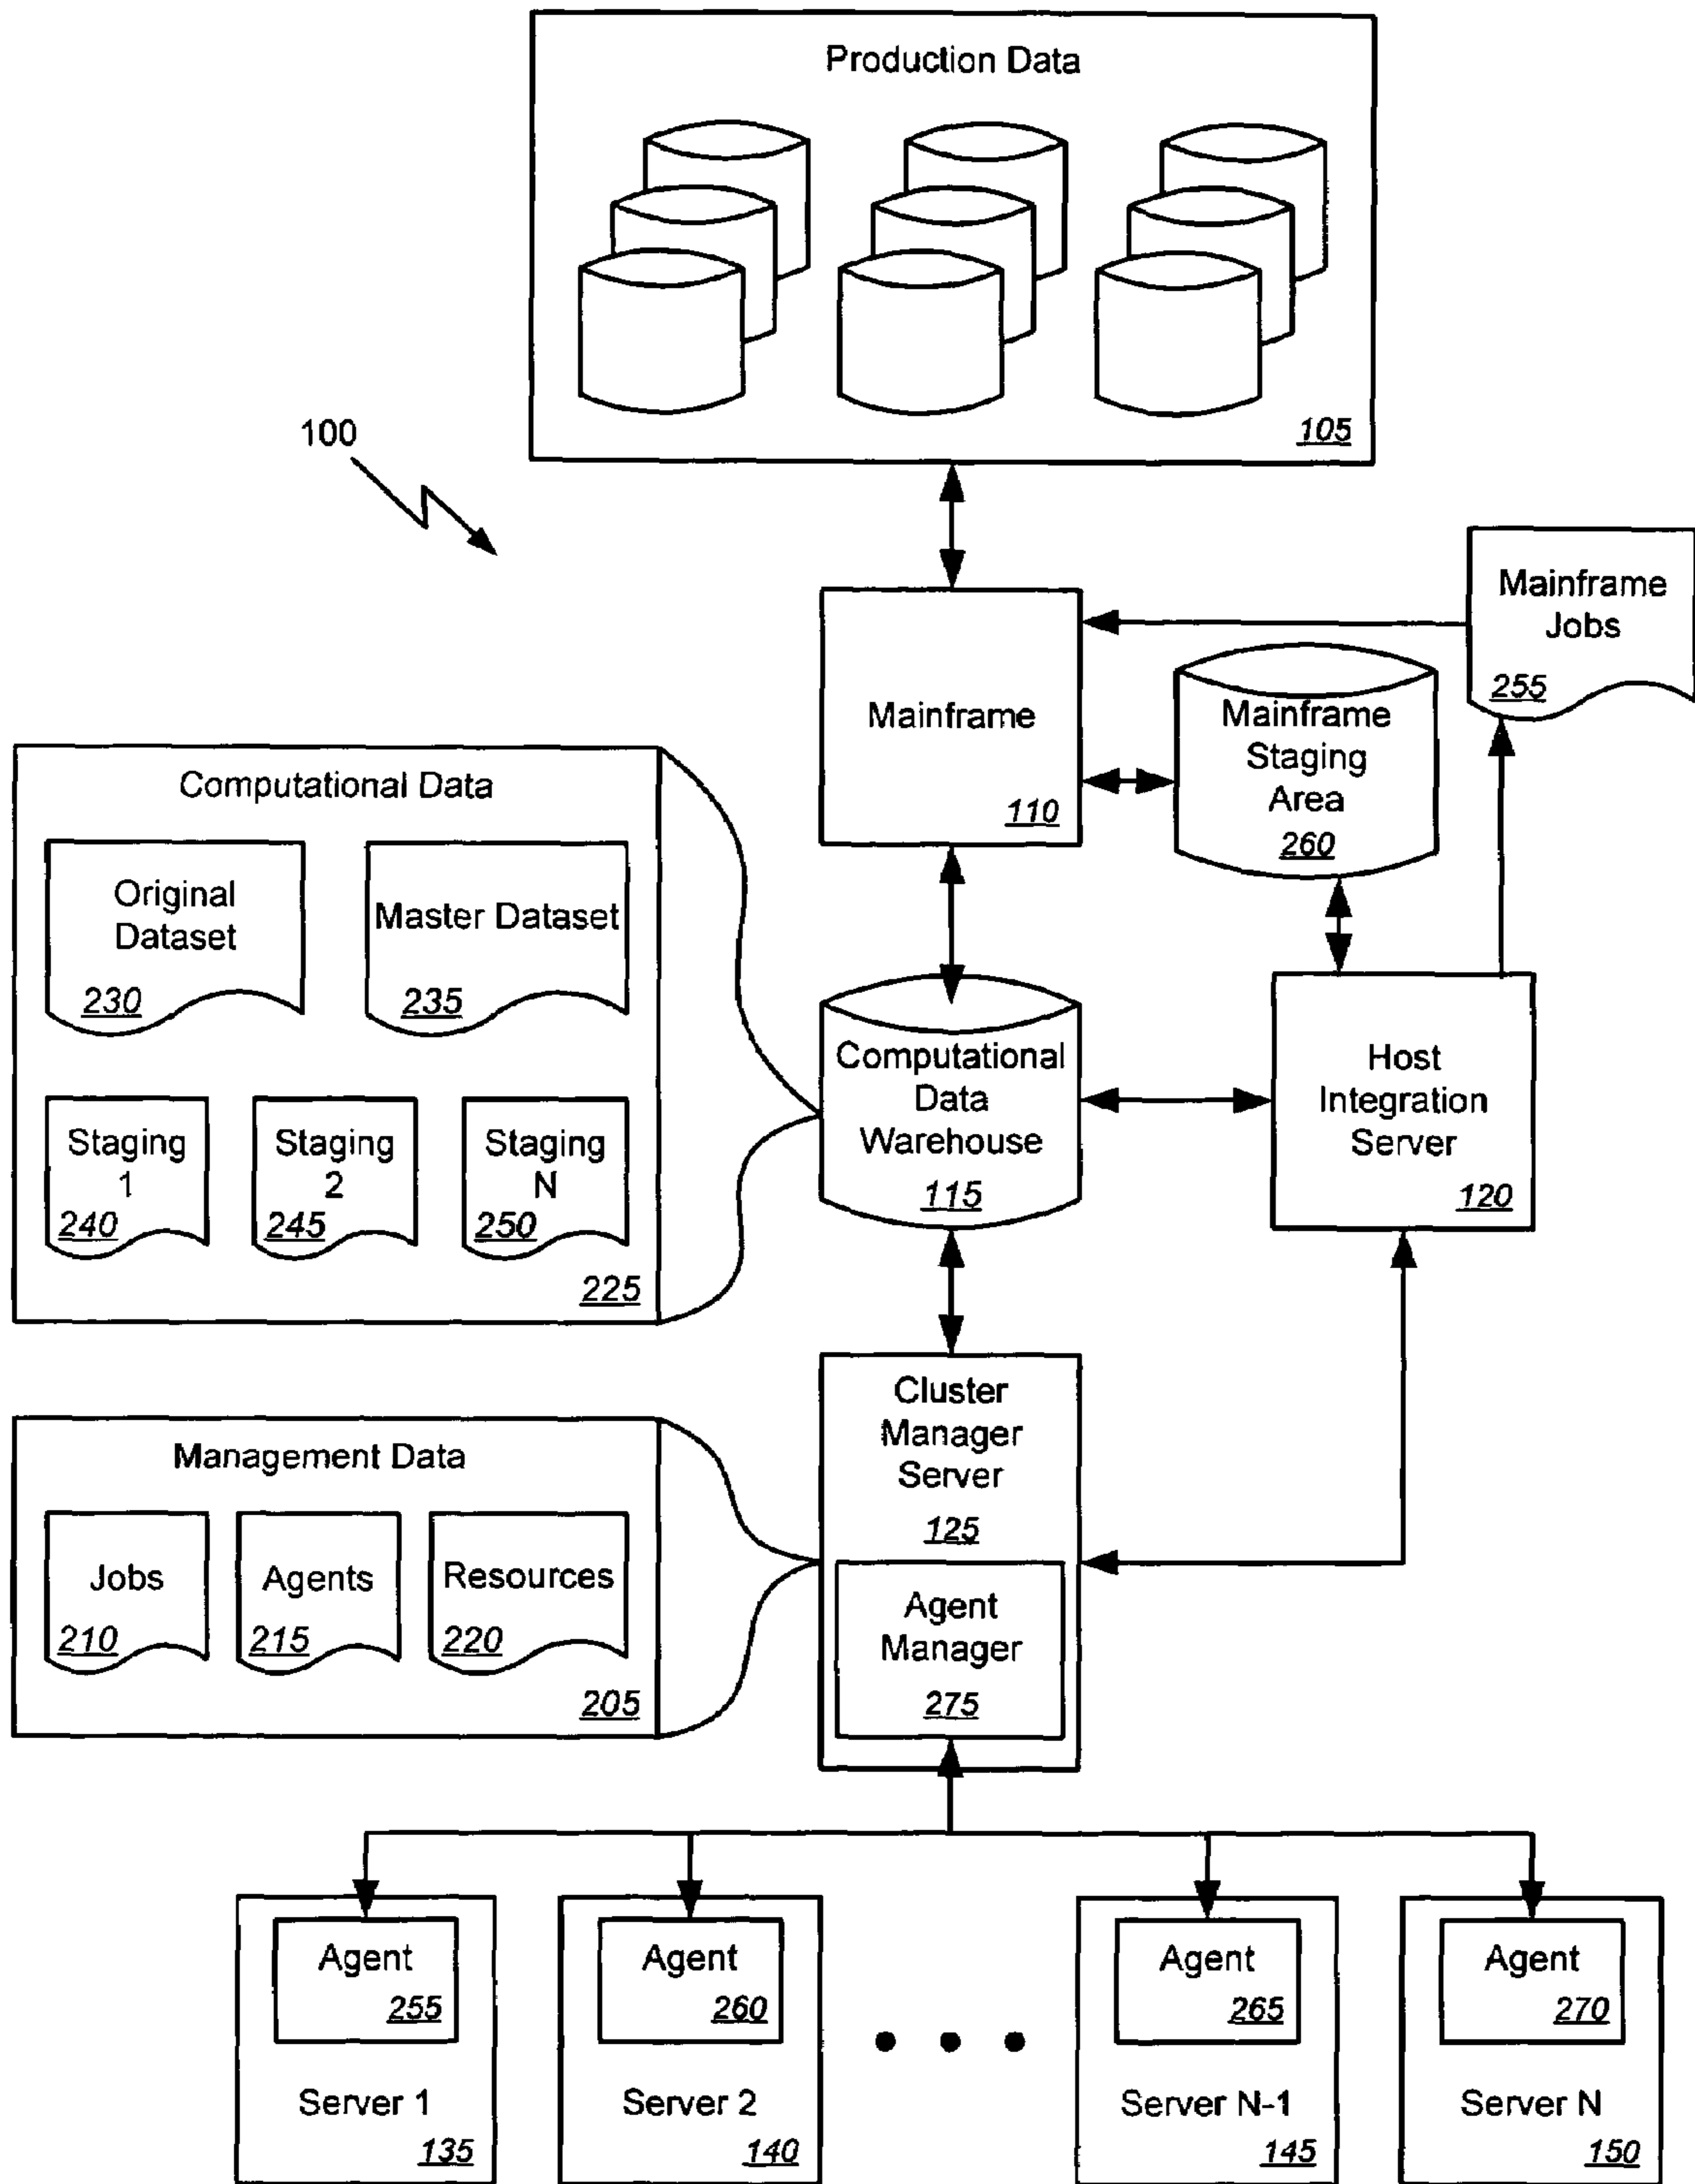 Production Data
105
100
Mainframe
Jobs
255
Mainframe
110
Mainframe
Staging
Area
260
Computational Data
Original
Dataset
230
Master Dataset
235
Staging
1
240
Staging
2
245
Staging
N
250
225
Computational
Data
Warehouse
115
Host
Integration
Server
120
Cluster
Manager
Server
125
Management Data
Jobs
210
Agents
215
Resources
220
205
Agent
Manager
275
Agent
255
Server 1
135
Agent
260
Server 2
140
Agent
265
Server N-1
145
Agent
270
Server N
150